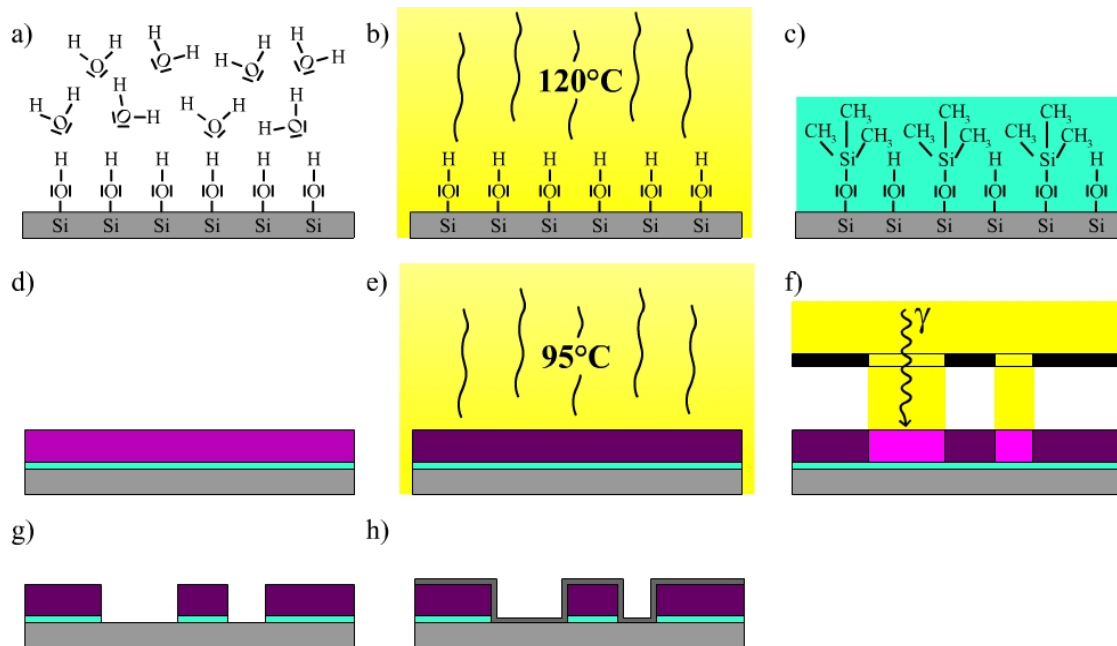 a)
H H H H H H H
O O O O
H H H H H
H O H O O H O
H H H H H H
O O O O O O
Si Si Si Si Si Si
b)
120°C
H H H H H H
O O O O O O
Si Si Si Si Si Si
c)
CH₃ CH₃ CH₃
CH₃ CH₃ H CH₃ CH₃ H CH₃ CH₃ H
Si Si Si
O O O O O O
Si Si Si Si Si Si
d)
e)
95°C
f)
γ
g)
h)